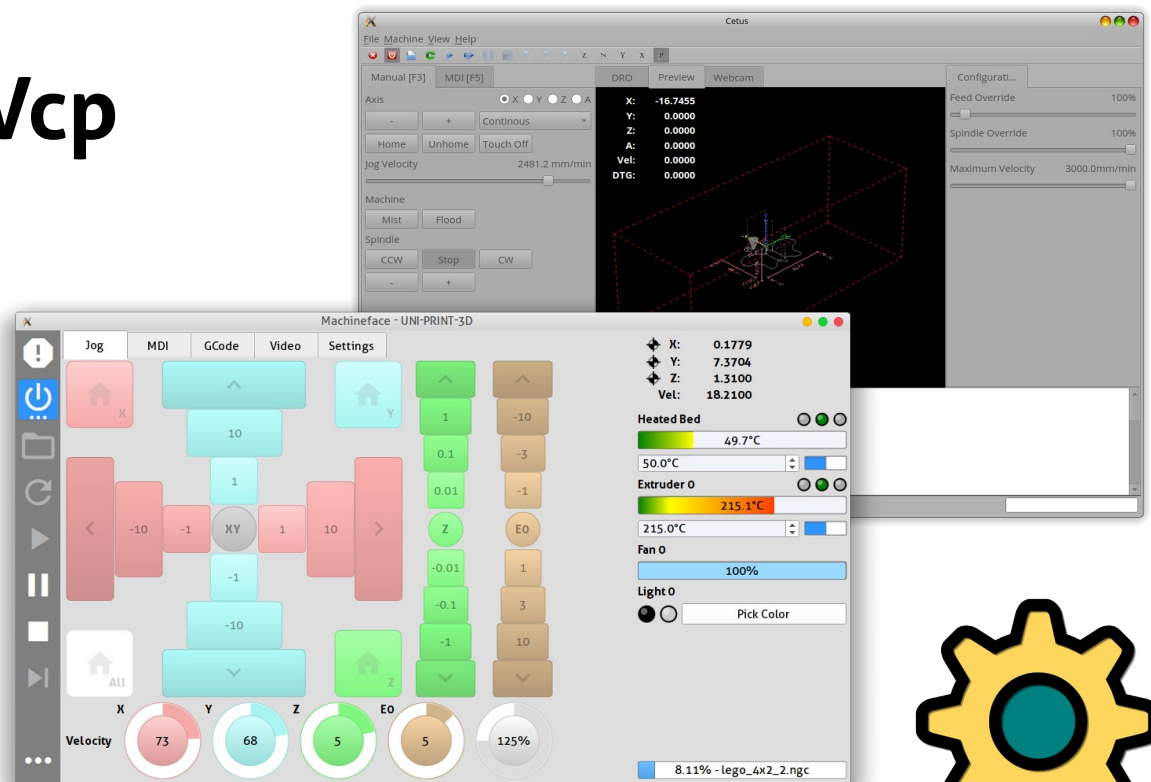 Vcp
Cetus
File Machine View Help
Z N Y X P
Manual [F3] MDI [F5]
DRO Preview Webcam
Configurati...
Axis X Y Z A
- + Continous
Home Unhome Touch Off
Jog Velocity 2481.2 mm/min
Machine
Mist Flood
Spindle
CCW Stop CW
- +
X: -16.7455
Y: 0.0000
Z: 0.0000
A: 0.0000
Vel: 0.0000
DTG: 0.0000
Feed Override 100%
Spindle Override 100%
Maximum Velocity 3000.0mm/min
Machineface - UNI-PRINT-3D
Jog MDI GCode Video Settings
X
Y
10
1
-10 -1 XY 1 10
-1
-10
All
Z
1
0.1
0.01
Z
-0.01
-0.1
-1
-10
-3
-1
E0
1
3
10
X Y Z E0
Velocity 73 68 5 5 125%
X: 0.1779
Y: 7.3704
Z: 1.3100
Vel: 18.2100
Heated Bed
49.7°C
50.0°C
Extruder 0
215.1°C
215.0°C
Fan 0
100%
Light 0
Pick Color
8.11% - lego_4x2_2.ngc